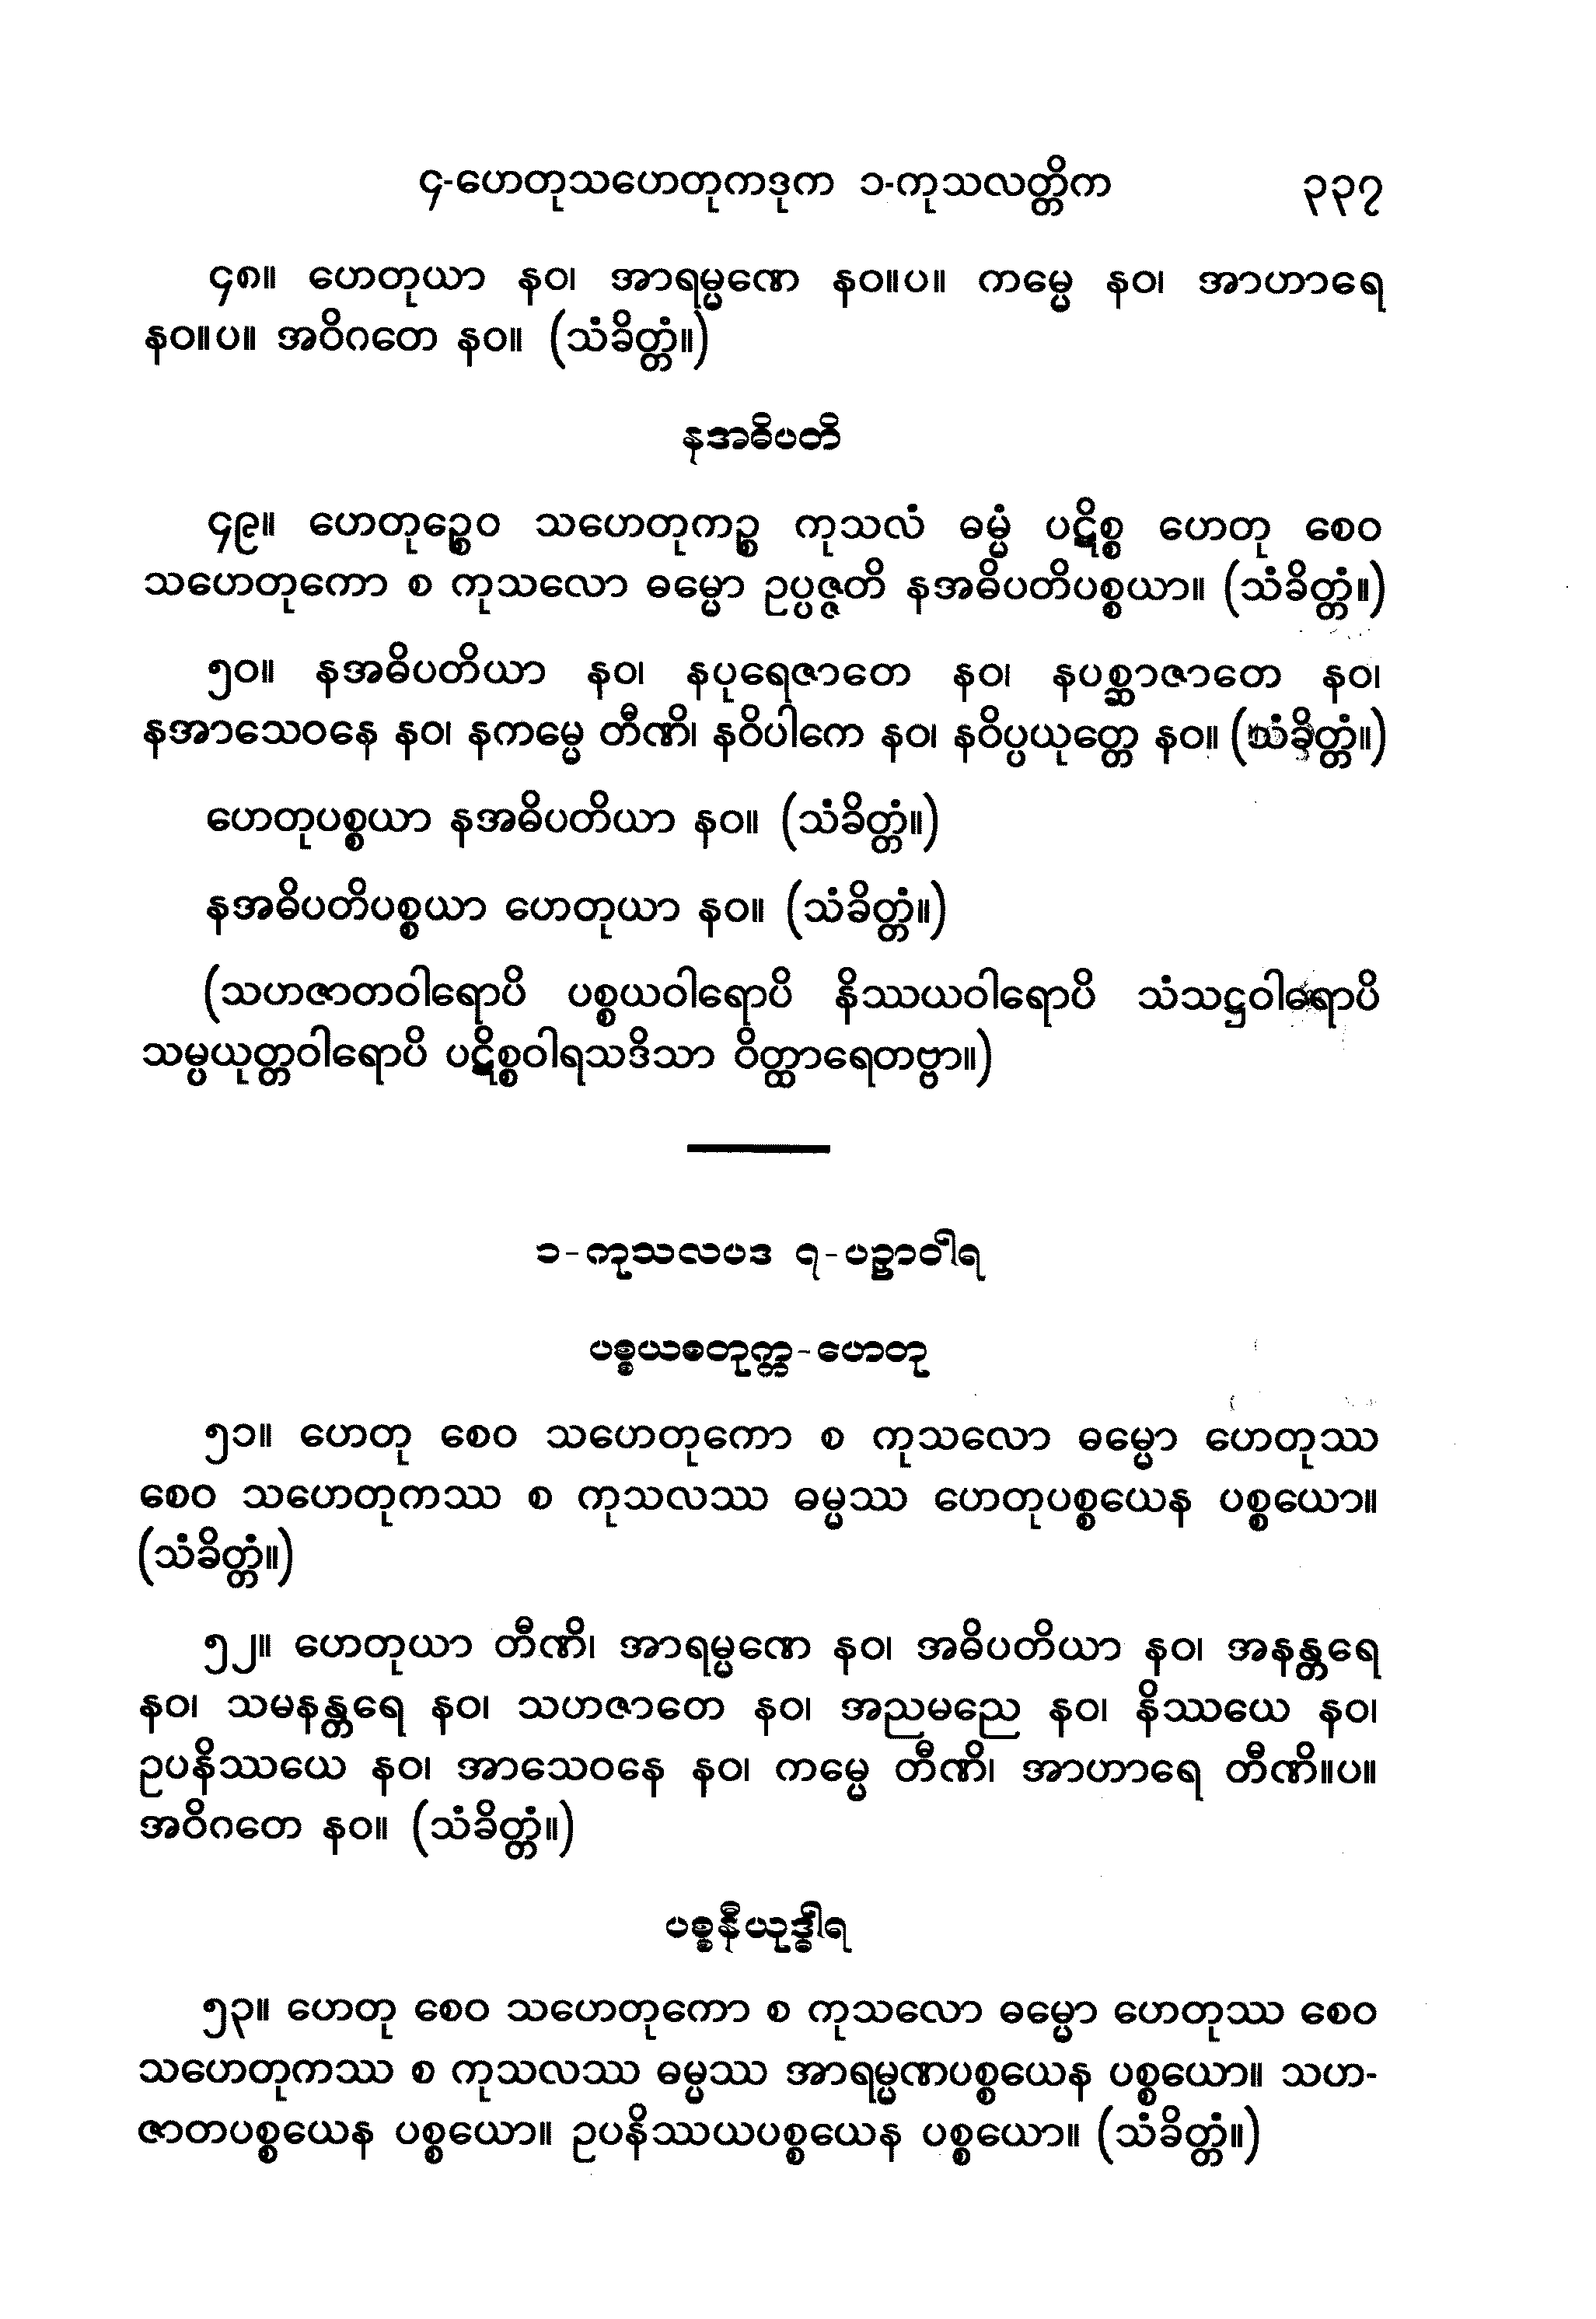 ၄-ဟေတုသဟေတုကဒုက ၁-ကုသလတ္တိက ၃၃၇
၄၈။ ဟေတုယာ နဝ၊ အာရမ္မဏေ နဝ။ပ။ ကမ္မေ နဝ၊ အာဟာရေ
နဝ။ပ။ အဝိဂတေ နဝ။ (သံခိတ္တံ။)
နအဓိပတိ
၄၉။ ဟေတုဉ္စေဝ သဟေတုကဉ္စ ကုသလံ ဓမ္မံ ပဋိစ္စ ဟေတု စေဝ
သဟေတုကော စ ကုသလော ဓမ္မော ဥပ္ပဇ္ဇတိ နအဓိပတိပစ္စယာ။ (သံခိတ္တံ။)
၅၀။ နအဓိပတိယာ နဝ၊ နပုရေဇာတေ နဝ၊ နပစ္ဆာဇာတေ နဝ၊
နအာသေဝနေ နဝ၊ နကမ္မေ တီဏိ၊ နဝိပါကေ နဝ၊ နဝိပ္ပယုတ္တေ နဝ။ (သံခိတ္တံ။)
ဟေတုပစ္စယာ နအဓိပတိယာ နဝ။ (သံခိတ္တံ။)
နအဓိပတိပစ္စယာ ဟေတုယာ နဝ။ (သံခိတ္တံ။)
(သဟဇာတဝါရောပိ ပစ္စယဝါရောပိ နိဿယဝါရောပိ သံသဋ္ဌဝါရောပိ
သမ္ပယုတ္တဝါရောပိ ပဋိစ္စဝါရသဒိသာ ဝိတ္ထာရေတဗ္ဗာ။)
၁-ကုသလပဒ ၇-ပဉှာဝါရ
ပစ္စယစတုက္က-ဟေတု
၅၁။ ဟေတု စေဝ သဟေတုကော စ ကုသလော ဓမ္မော ဟေတုဿ
စေဝ သဟေတုကဿ စ ကုသလဿ ဓမ္မဿ ဟေတုပစ္စယေန ပစ္စယော။
(သံခိတ္တံ။)
၅၂။ ဟေတုယာ တီဏိ၊ အာရမ္မဏေ နဝ၊ အဓိပတိယာ နဝ၊ အနန္တရေ
နဝ၊ သမနန္တရေ နဝ၊ သဟဇာတေ နဝ၊ အညမညေ နဝ၊ နိဿယေ နဝ၊
ဥပနိဿယေ နဝ၊ အာသေဝနေ နဝ၊ ကမ္မေ တီဏိ၊ အာဟာရေ တီဏိ။ပ။
အဝိဂတေ နဝ။ (သံခိတ္တံ။)
ပစ္စနီယုဒ္ဓါရ
၅၃။ ဟေတု စေဝ သဟေတုကော စ ကုသလော ဓမ္မော ဟေတုဿ စေဝ
သဟေတုကဿ စ ကုသလဿ ဓမ္မဿ အာရမ္မဏပစ္စယေန ပစ္စယော။ သဟ-
ဇာတပစ္စယေန ပစ္စယော။ ဥပနိဿယပစ္စယေန ပစ္စယော။ (သံခိတ္တံ။)